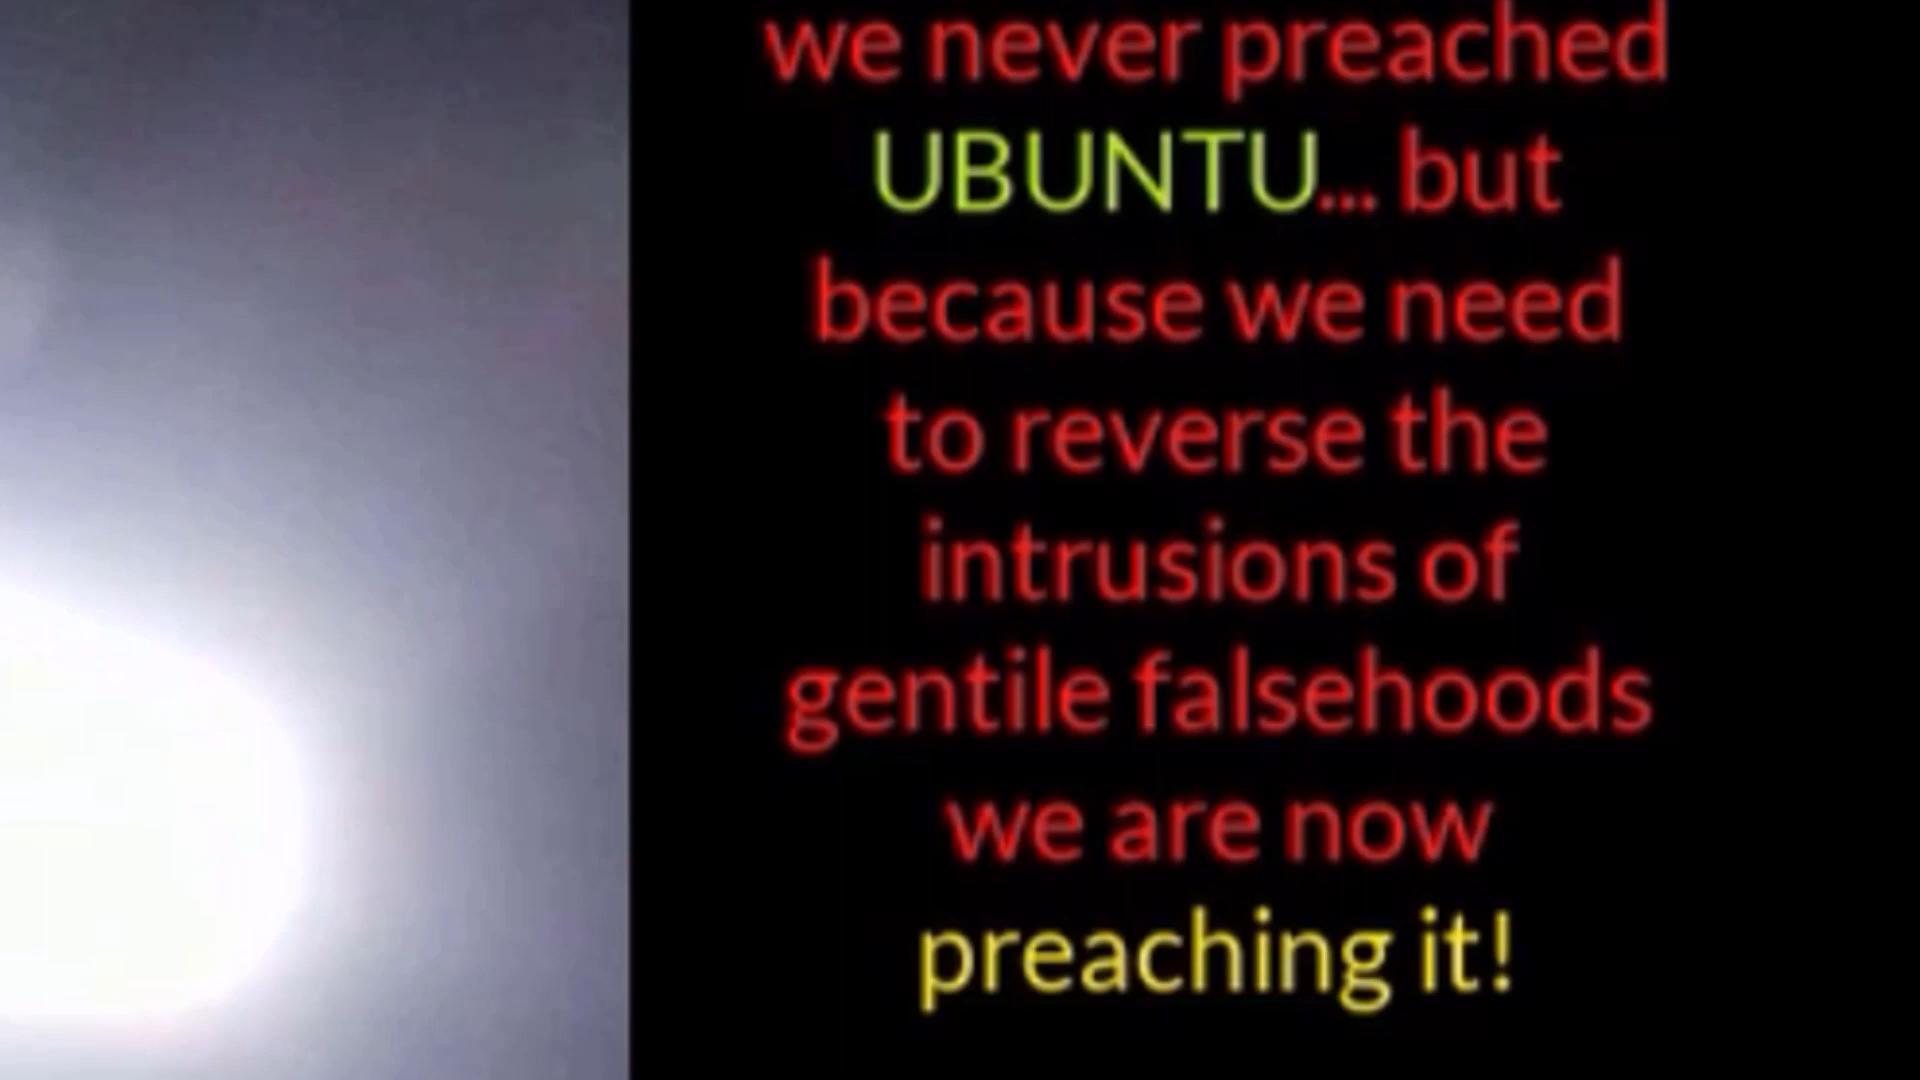 we never preached
UBUNTU... but
because we need
to reverse the
intrusions of
gentile falsehoods
we are now
preaching it!